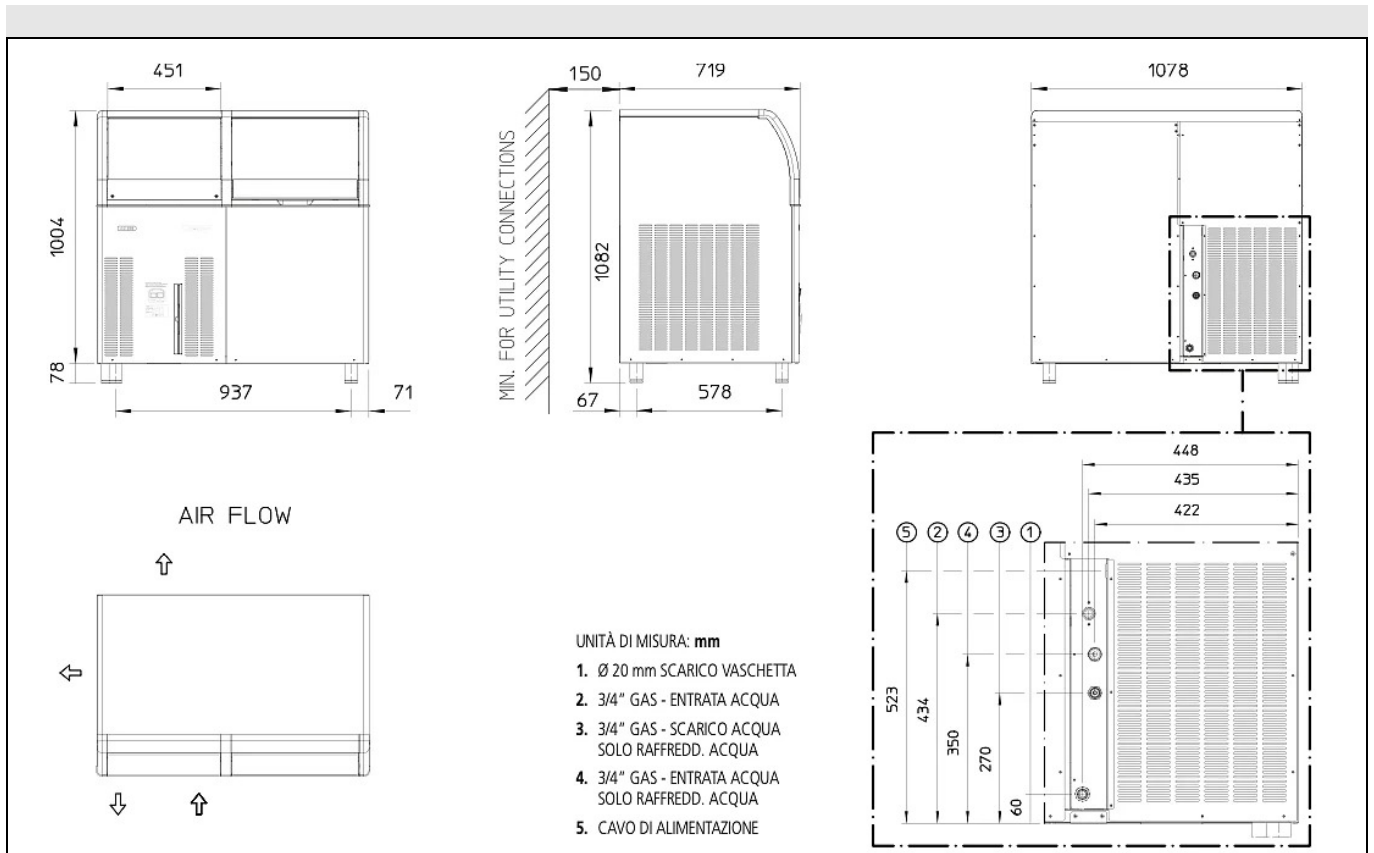 451
1004
78
937
71
150
719
MIN. FOR UTILITY CONNECTIONS
1082
67
578
1078
AIR FLOW
UNITÀ DI MISURA: mm
1. Ø 20 mm SCARICO VASCHETTA
2. 3/4" GAS - ENTRATA ACQUA
3. 3/4" GAS - SCARICO ACQUA
SOLO RAFFREDD. ACQUA
4. 3/4" GAS - ENTRATA ACQUA
SOLO RAFFREDD. ACQUA
5. CAVO DI ALIMENTAZIONE
448
435
422
5 2 4 3 1
523
434
350
270
60